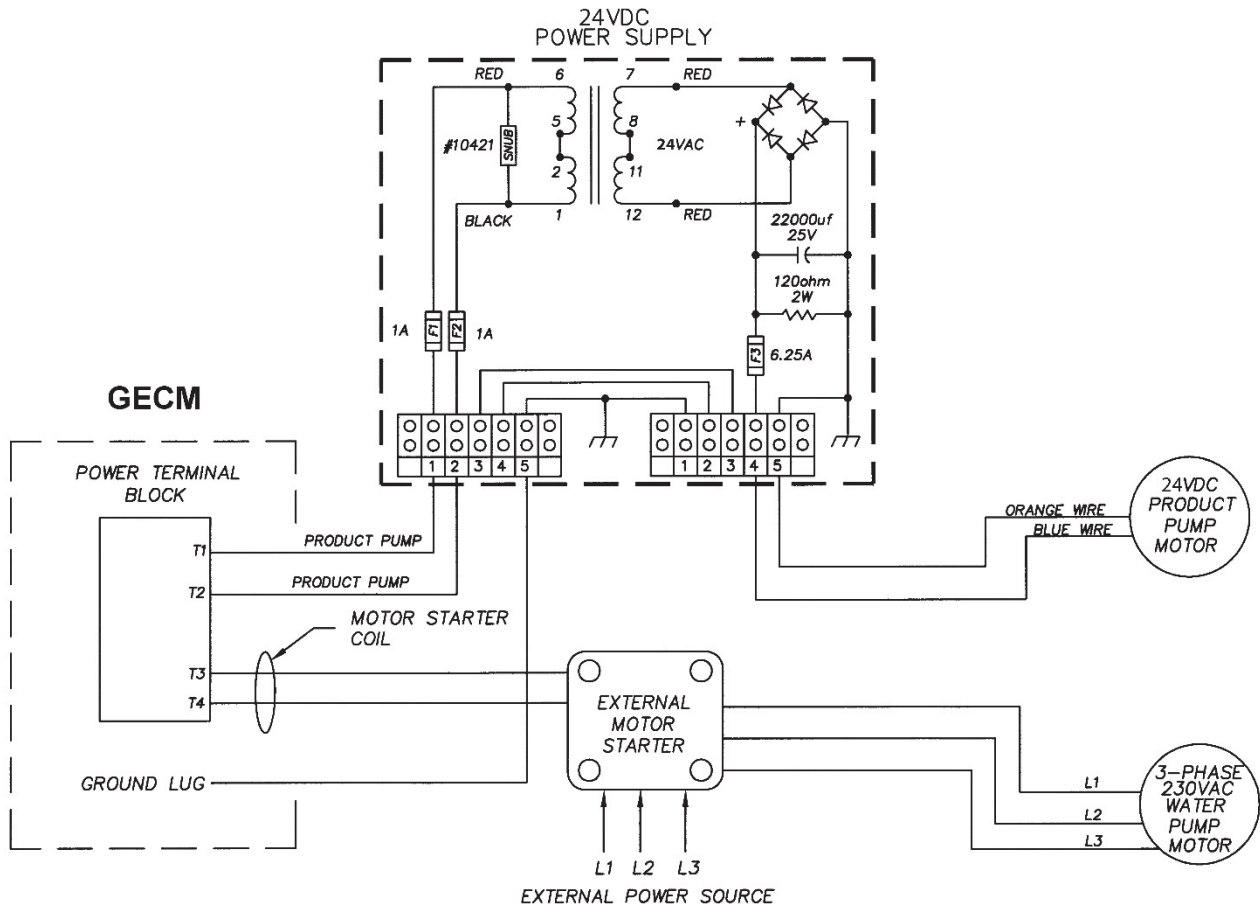 24VDC
POWER SUPPLY
RED
6
7
RED
5
8
+
#10421
SNUB
24VAC
2
11
1
12
BLACK
RED
22000uf
25V
120ohm
2W
1A
F1
F2
1A
F3
6.25A
GECM
1 2 3 4 5
1 2 3 4 5
POWER TERMINAL
BLOCK
24VDC
PRODUCT
PUMP
MOTOR
ORANGE WIRE
BLUE WIRE
T1
PRODUCT PUMP
T2
PRODUCT PUMP
MOTOR STARTER
COIL
T3
T4
EXTERNAL
MOTOR
STARTER
GROUND LUG
L1
L2
L3
3-PHASE
230VAC
WATER
PUMP
MOTOR
L1 L2 L3
EXTERNAL POWER SOURCE